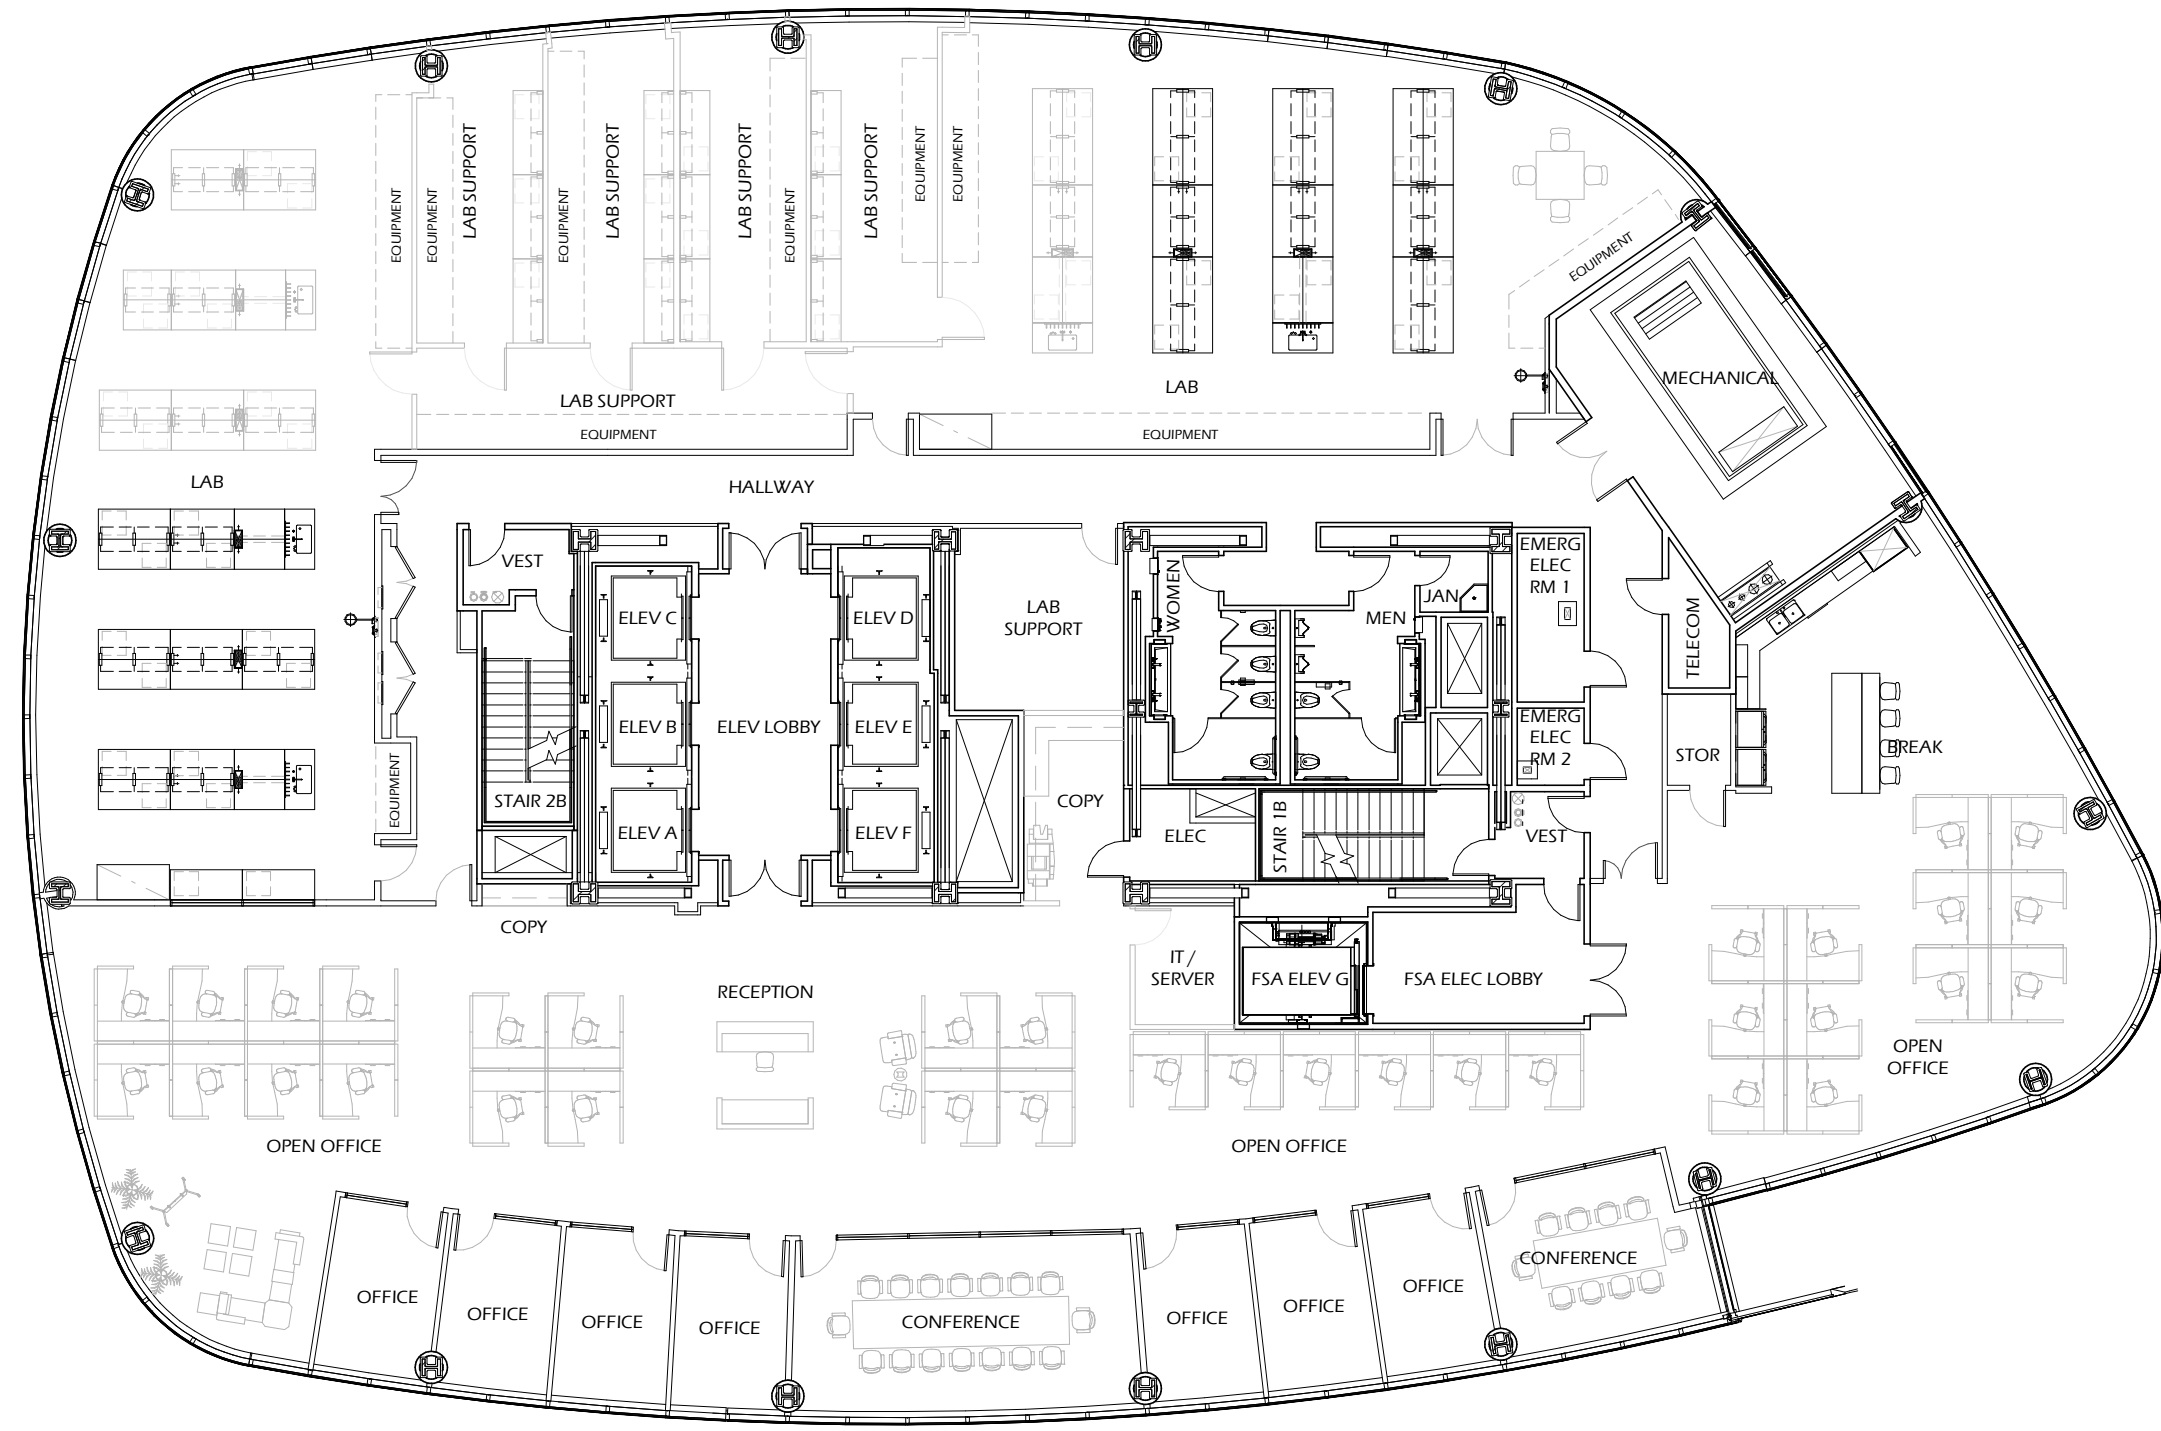 EQUIPMENT
EQUIPMENT
LAB SUPPORT
EQUIPMENT
LAB SUPPORT
LAB SUPPORT
EQUIPMENT
LAB SUPPORT
EQUIPMENT
EQUIPMENT
EQUIPMENT
MECHANICAL
LAB SUPPORT
LAB
EQUIPMENT
EQUIPMENT
LAB
HALLWAY
VEST
ELEV C
ELEV D
LAB
SUPPORT
WOMEN
MEN
JAN
EMERG
ELEC
RM 1
TELECOM
ELEV B
ELEV LOBBY
ELEV E
EMERG
ELEC
RM 2
STOR
BREAK
EQUIPMENT
STAIR 2B
ELEV A
ELEV F
COPY
ELEC
STAIR 1B
VEST
COPY
RECEPTION
IT /
SERVER
FSA ELEV G
FSA ELEC LOBBY
OPEN
OFFICE
OPEN OFFICE
OPEN OFFICE
OFFICE
OFFICE
OFFICE
OFFICE
CONFERENCE
OFFICE
OFFICE
OFFICE
CONFERENCE